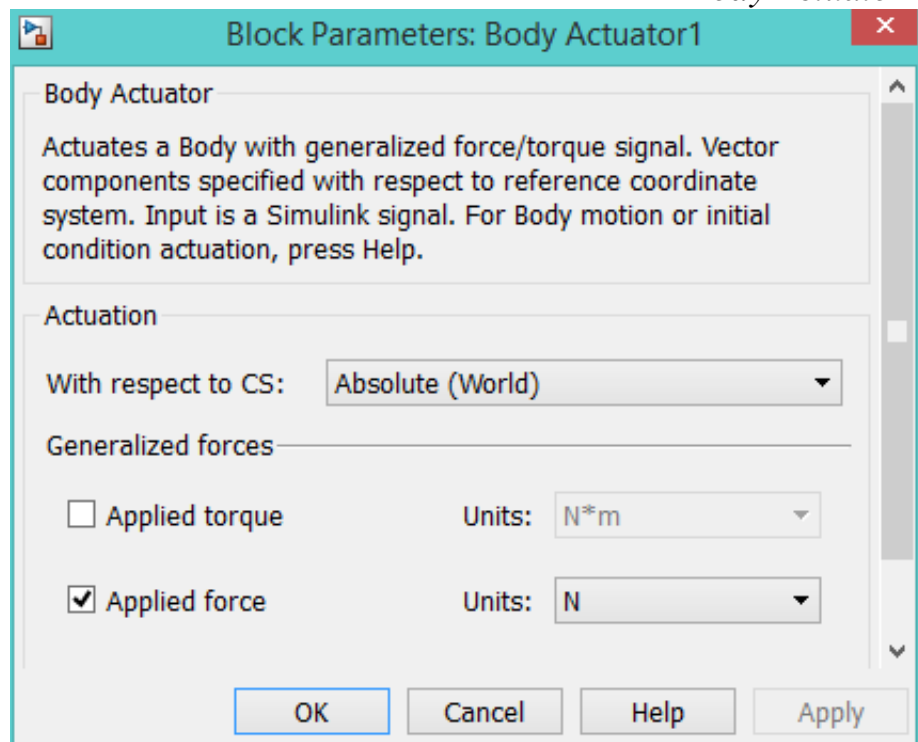 Block Parameters: Body Actuator1
Body Actuator
Actuates a Body with generalized force/torque signal. Vector
components specified with respect to reference coordinate
system. Input is a Simulink signal. For Body motion or initial
condition actuation, press Help.
Actuation
With respect to CS: Absolute (World)
Generalized forces
Applied torque Units: N*m
Applied force Units: N
OK Cancel Help Apply